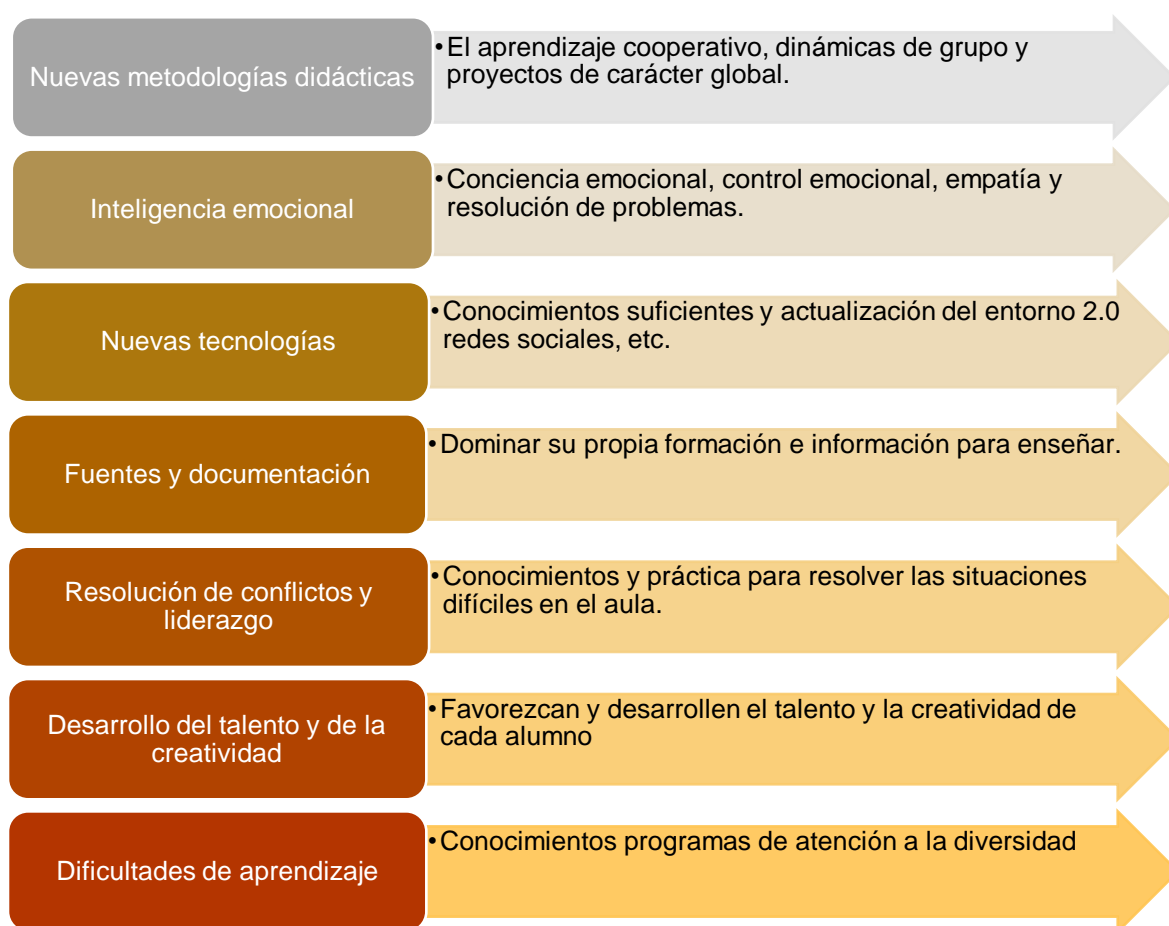 Nuevas metodologías didácticas
•El aprendizaje cooperativo, dinámicas de grupo y
proyectos de carácter global.
Inteligencia emocional
•Conciencia emocional, control emocional, empatía y
resolución de problemas.
Nuevas tecnologías
•Conocimientos suficientes y actualización del entorno 2.0
redes sociales, etc.
Fuentes y documentación
•Dominar su propia formación e información para enseñar.
Resolución de conflictos y
liderazgo
•Conocimientos y práctica para resolver las situaciones
difíciles en el aula.
Desarrollo del talento y de la
creatividad
•Favorezcan y desarrollen el talento y la creatividad de
cada alumno
Dificultades de aprendizaje
•Conocimientos programas de atención a la diversidad